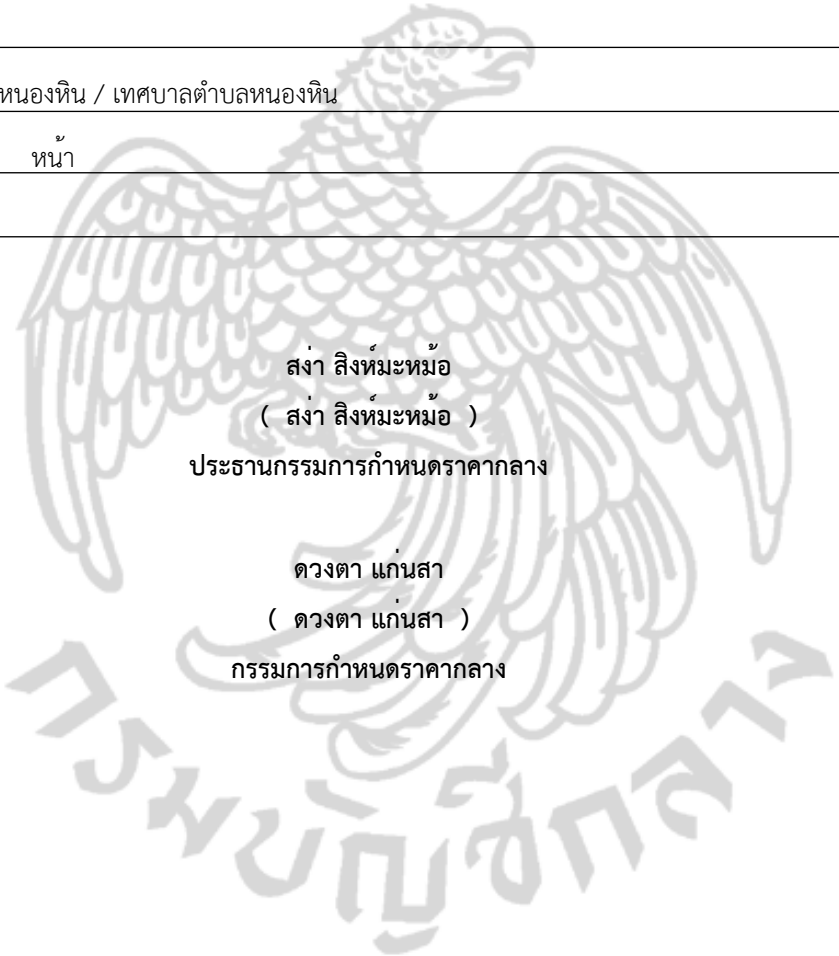 หนองหิน / เทศบาลตำบลหนองหิน
หน้า
สง่า สิงห์มะหม้อ
( สง่า สิงห์มะหม้อ )
ประธานกรรมการกำหนดราคากลาง
ดวงตา แก่นสา
( ดวงตา แก่นสา )
กรรมการกำหนดราคากลาง
กรมบัญชีกลาง